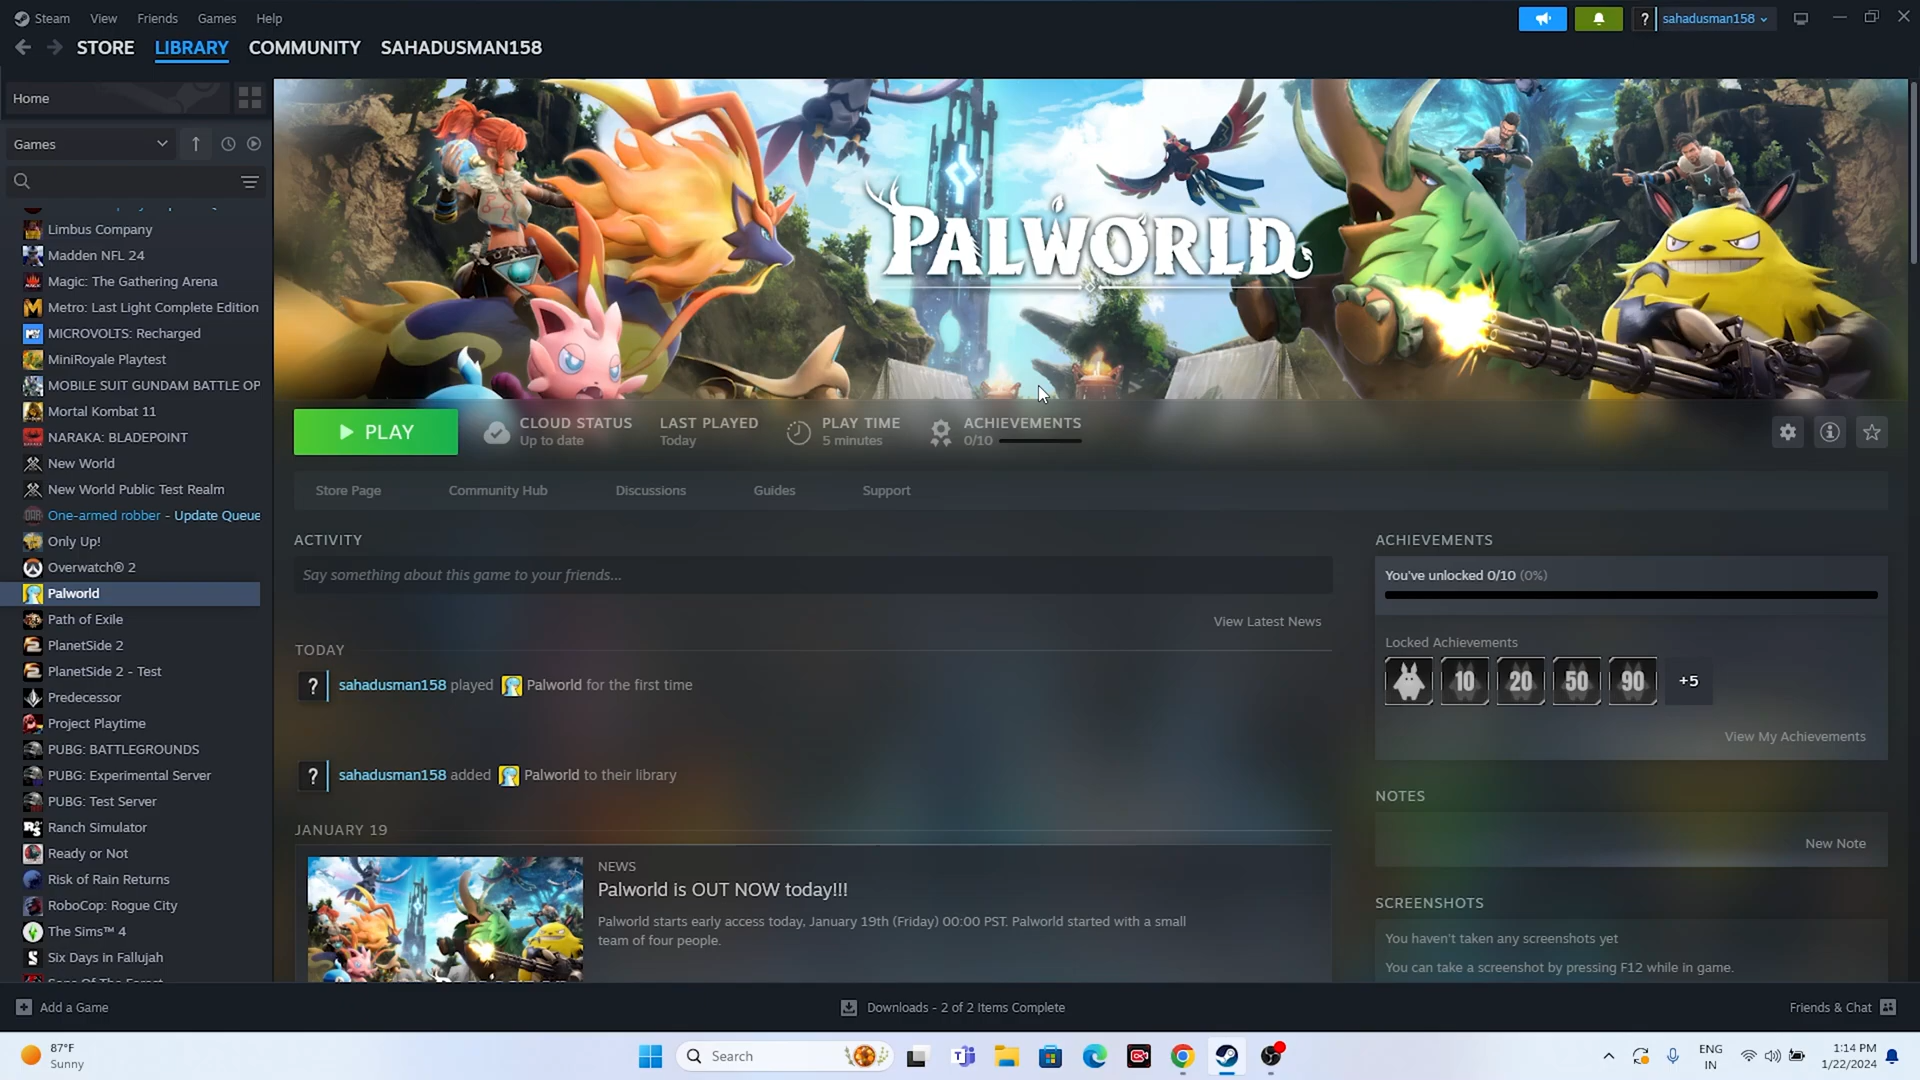 Steam View Friends Games Help
? sahadusman158
STORE LIBRARY COMMUNITY SAHADUSMAN158
Home
Games
Limbus Company
Madden NFL 24
Magic: The Gathering Arena
Metro: Last Light Complete Edition
MICROVOLTS: Recharged
MiniRoyale Playtest
MOBILE SUIT GUNDAM BATTLE OP
Mortal Kombat 11
NARAKA: BLADEPOINT
New World
New World Public Test Realm
One-armed robber - Update Queue
Only Up!
Overwatch® 2
Palworld
Path of Exile
PlanetSide 2
PlanetSide 2 - Test
Predecessor
Project Playtime
PUBG: BATTLEGROUNDS
PUBG: Experimental Server
PUBG: Test Server
Ranch Simulator
Ready or Not
Risk of Rain Returns
RoboCop: Rogue City
The Sims™ 4
Six Days in Fallujah
PALWORLD
PLAY
CLOUD STATUS
Up to date
LAST PLAYED
Today
PLAY TIME
5 minutes
ACHIEVEMENTS
0/10
Store Page Community Hub Discussions Guides Support
ACTIVITY
Say something about this game to your friends...
View Latest News
TODAY
? sahadusman158 played Palworld for the first time
? sahadusman158 added Palworld to their library
JANUARY 19
NEWS
Palworld is OUT NOW today!!!
Palworld starts early access today, January 19th (Friday) 00:00 PST. Palworld started with a small
team of four people.
ACHIEVEMENTS
You've unlocked 0/10 (0%)
Locked Achievements
10 20 50 90 +5
View My Achievements
NOTES
New Note
SCREENSHOTS
You haven't taken any screenshots yet
You can take a screenshot by pressing F12 while in game.
Add a Game
Downloads - 2 of 2 Items Complete
Friends & Chat
87°F
Sunny
Search
ENG
IN
1:14 PM
1/22/2024